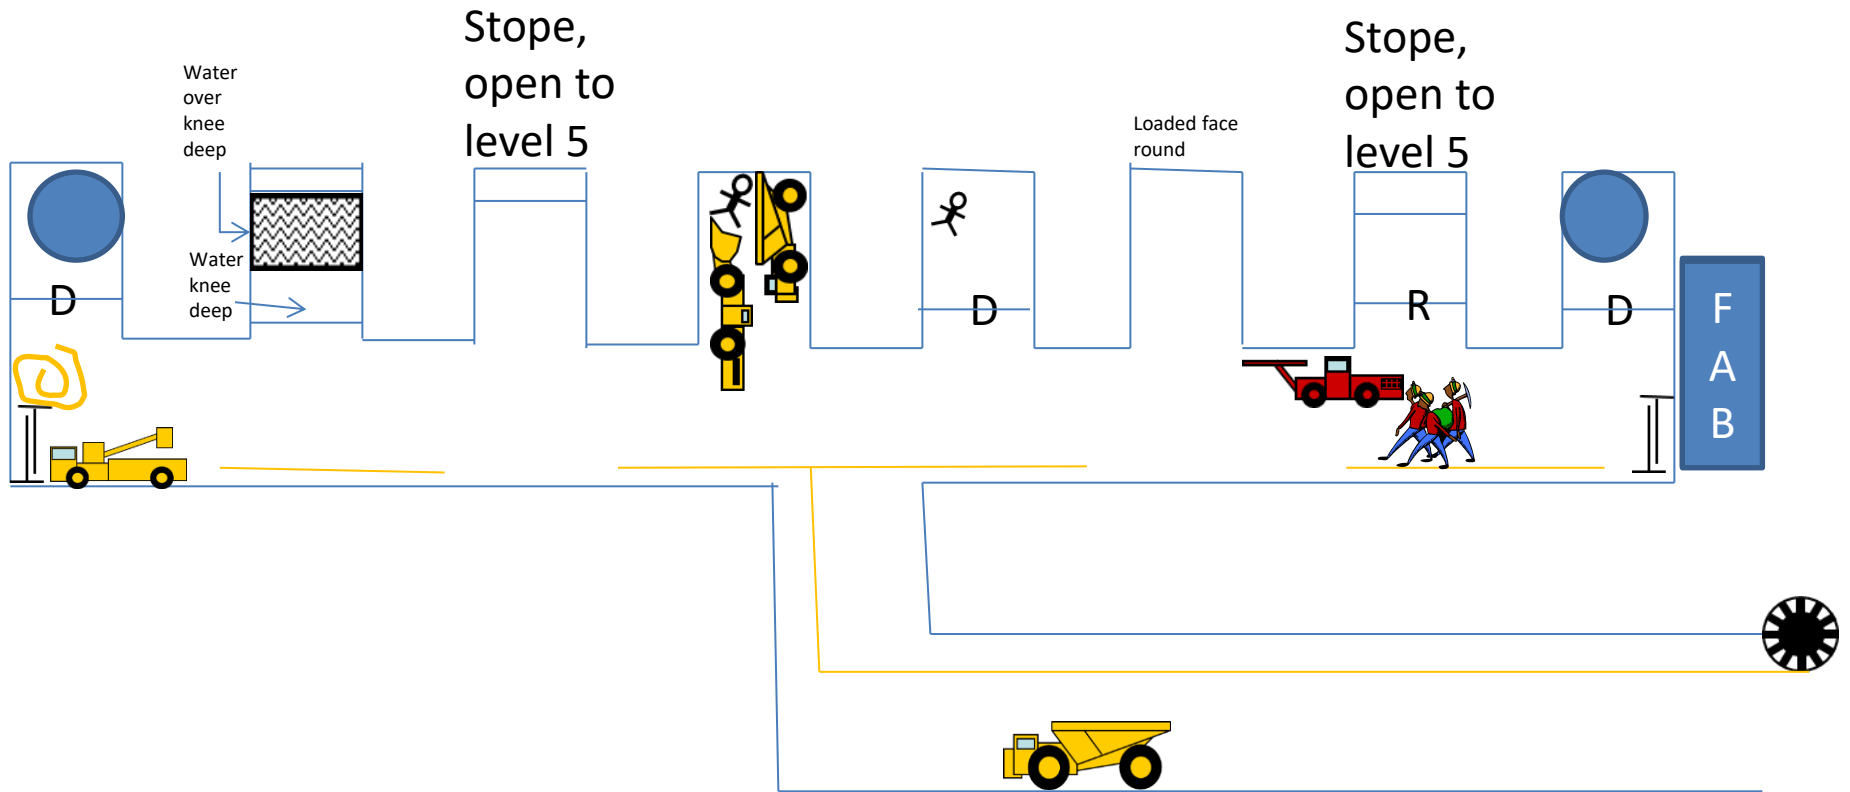 Stope,
open to
level 5
Stope,
open to
level 5
Water
over
knee
deep
Loaded face
round
Water
knee
deep
D
D
R
D
F
A
B